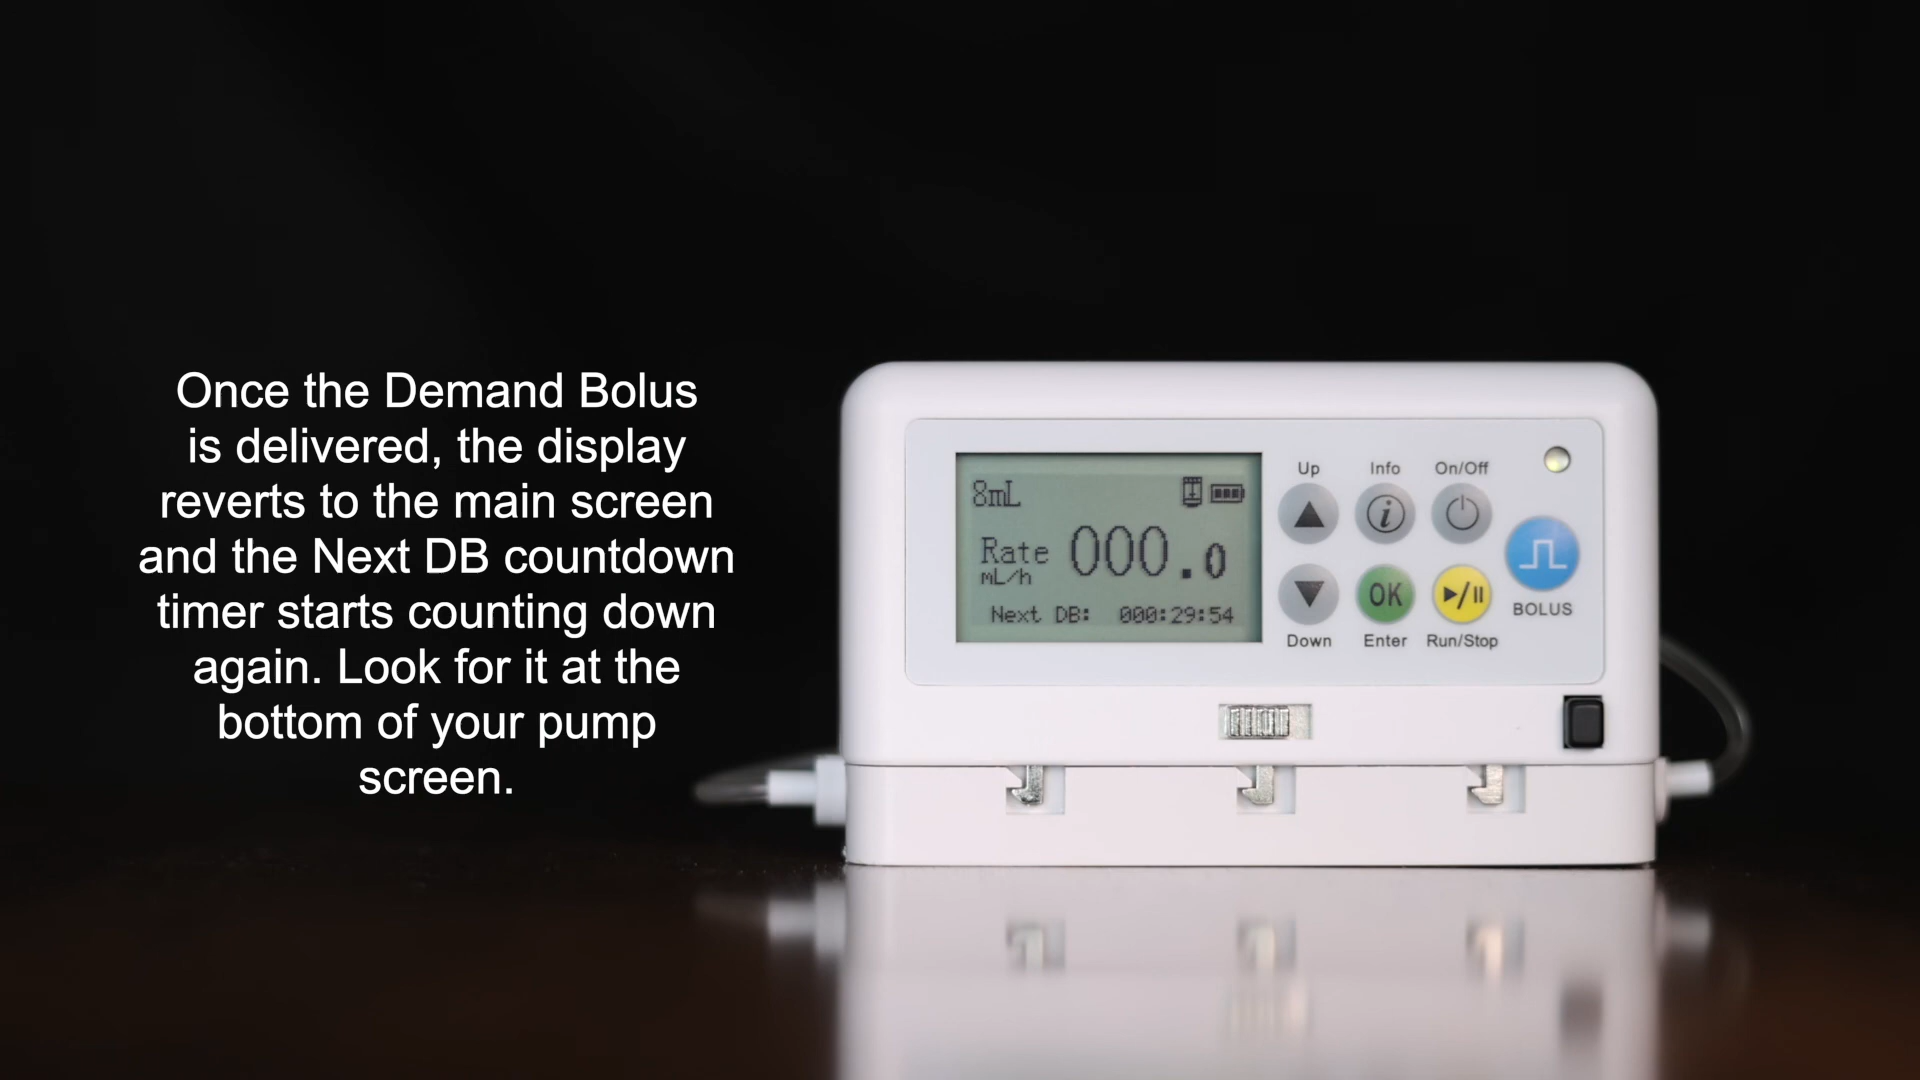 Once the Demand Bolus
is delivered, the display
reverts to the main screen
and the Next DB countdown
timer starts counting down
again. Look for it at the
bottom of your pump
screen.
8mL
Rate 000.0
mL/h
Next DB: 000:29:54
Up Info On/Off
OK
BOLUS
Down Enter Run/Stop